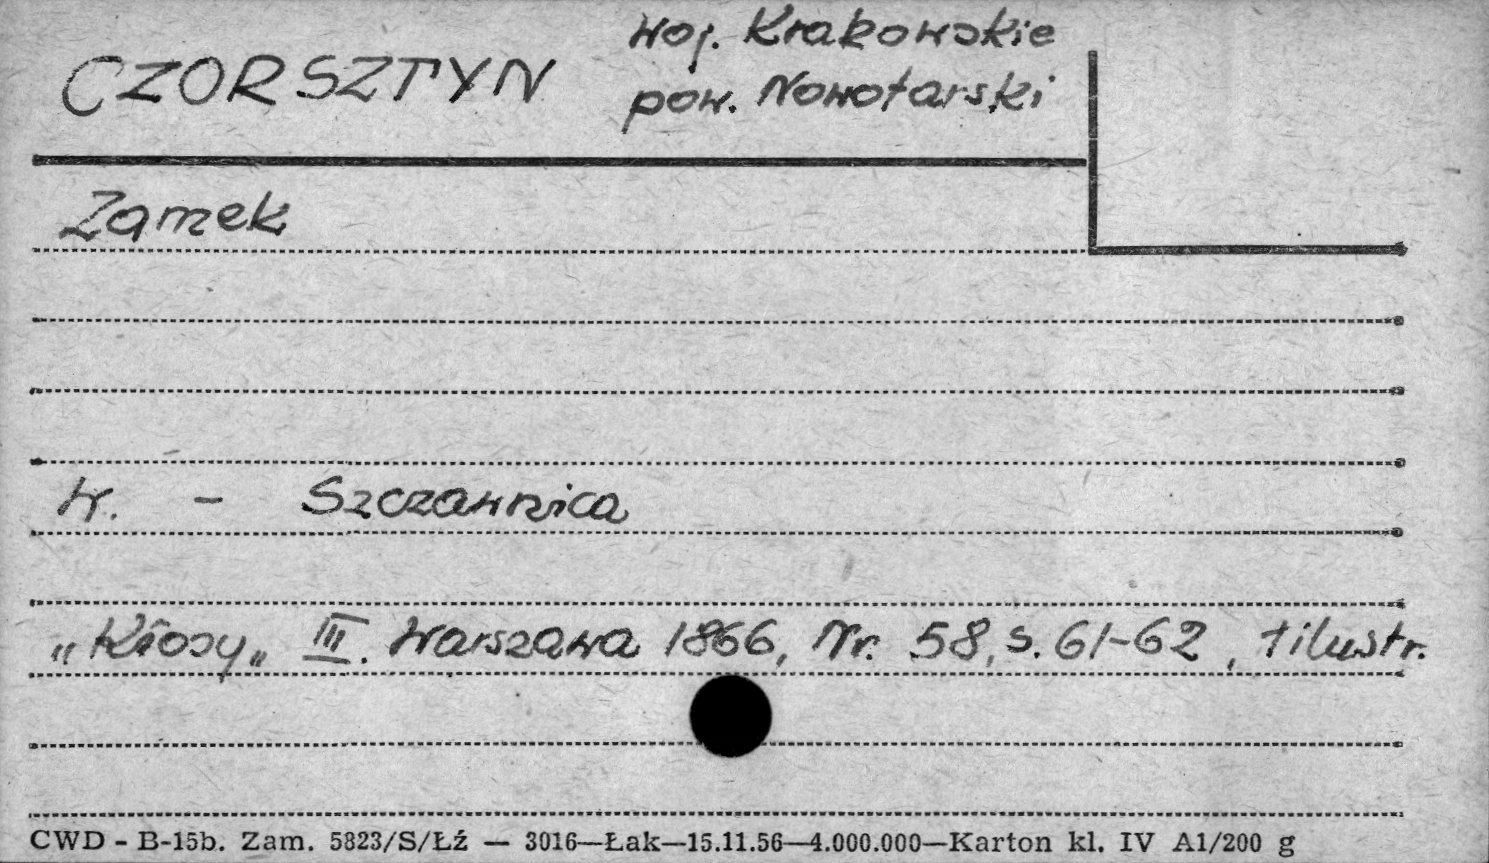 CZORSZTYN
woj. Krakowskie
pow. Nowotarski
Zamek
W. - Szczawnica
„Kłosy„ III. Warszawa 1866, Nr. 58, s. 61-62, +ilustr.
CWD - B-15b. Zam. 5823/S/Łź — 3016—Łak—15.11.56—4.000.000—Karton kl. IV A1/200 g